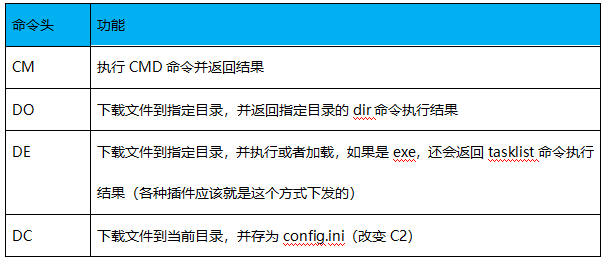 命令头 功能
CM 执行 CMD 命令并返回结果
DO 下载文件到指定目录，并返回指定目录的 dir 命令执行结果
DE 下载文件到指定目录，并执行或者加载，如果是 exe，还会返回 tasklist 命令执行
结果（各种插件应该就是这个方式下发的）
DC 下载文件到当前目录，并存为 config.ini（改变 C2）